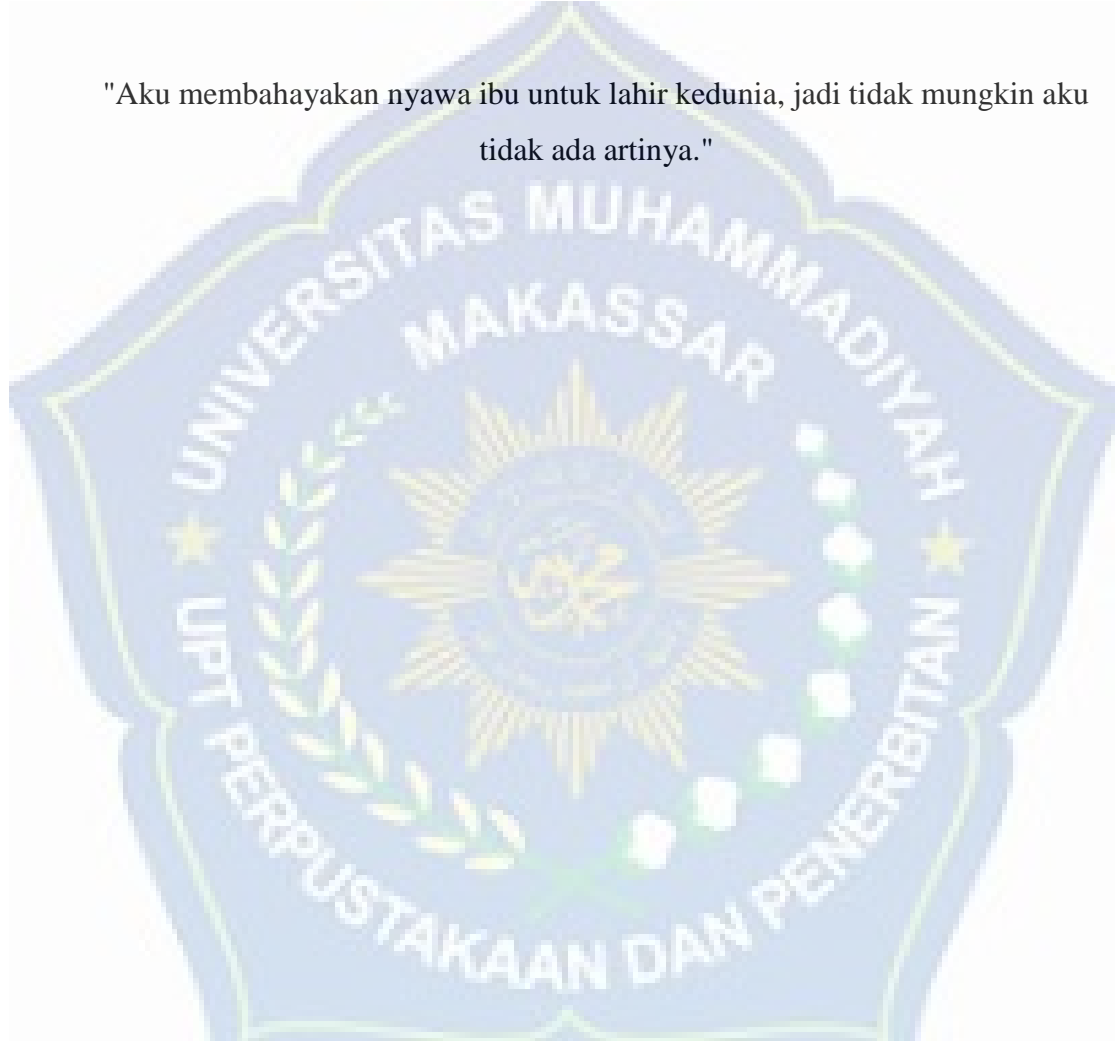 "Aku membahayakan nyawa ibu untuk lahir kedunia, jadi tidak mungkin aku
tidak ada artinya."
UNIVERSITAS MUHAMMADIYAH
MAKASSAR
UPT PERPUSTAKAAN DAN PENERBITAN